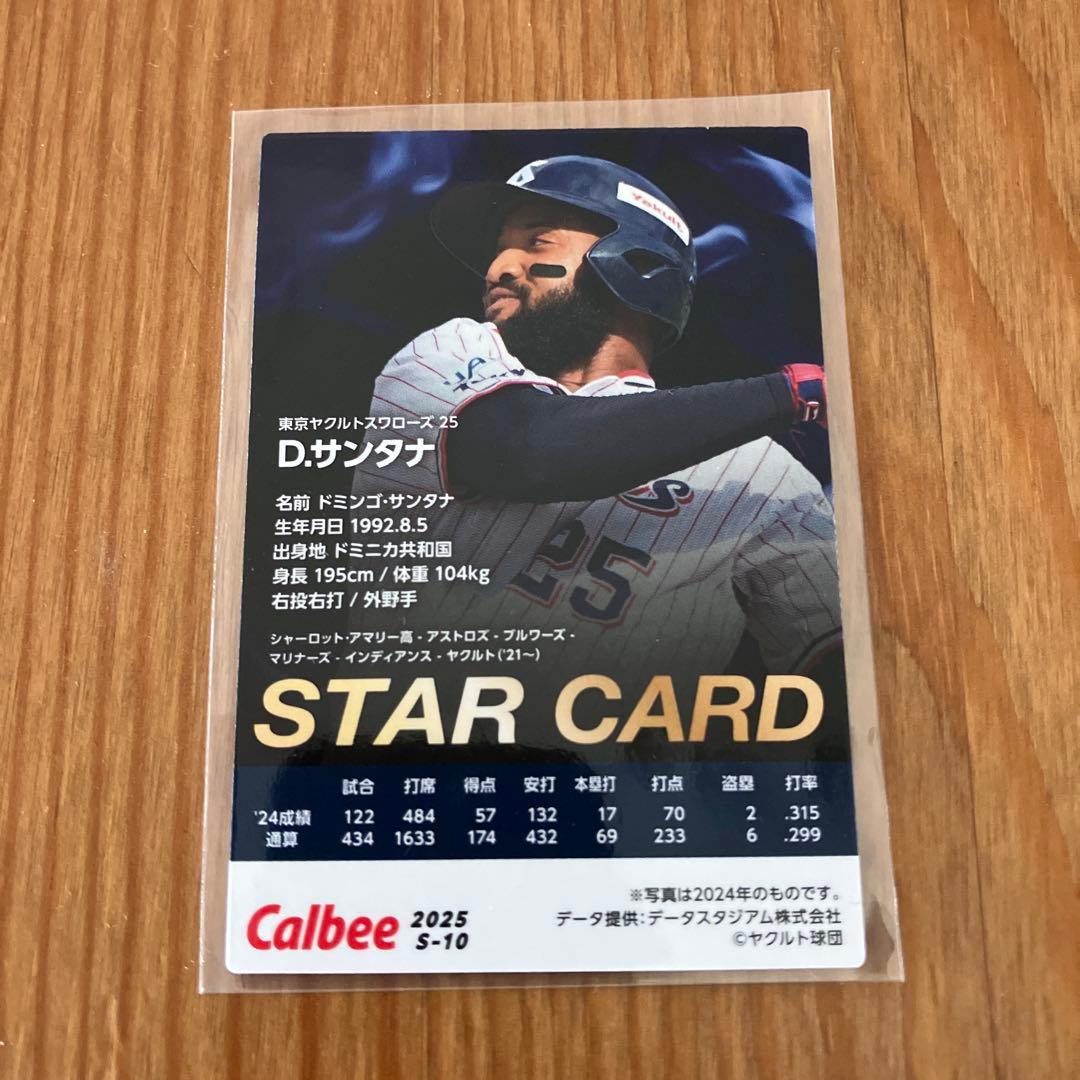 Yakult
東京ヤクルトスワローズ 25
D.サンタナ
名前 ドミンゴ・サンタナ
生年月日 1992.8.5
出身地 ドミニカ共和国
身長 195cm / 体重 104kg
右投右打 / 外野手
25
シャーロット・アマリー高 - アストロズ - ブルワーズ -
マリナーズ - インディアンス - ヤクルト('21〜)
STAR CARD
試合 打席 得点 安打 本塁打 打点 盗塁 打率
'24成績 122 484 57 132 17 70 2 .315
通算 434 1633 174 432 69 233 6 .299
※写真は2024年のものです。
Calbee 2025 データ提供:データスタジアム株式会社
S-10 ©ヤクルト球団